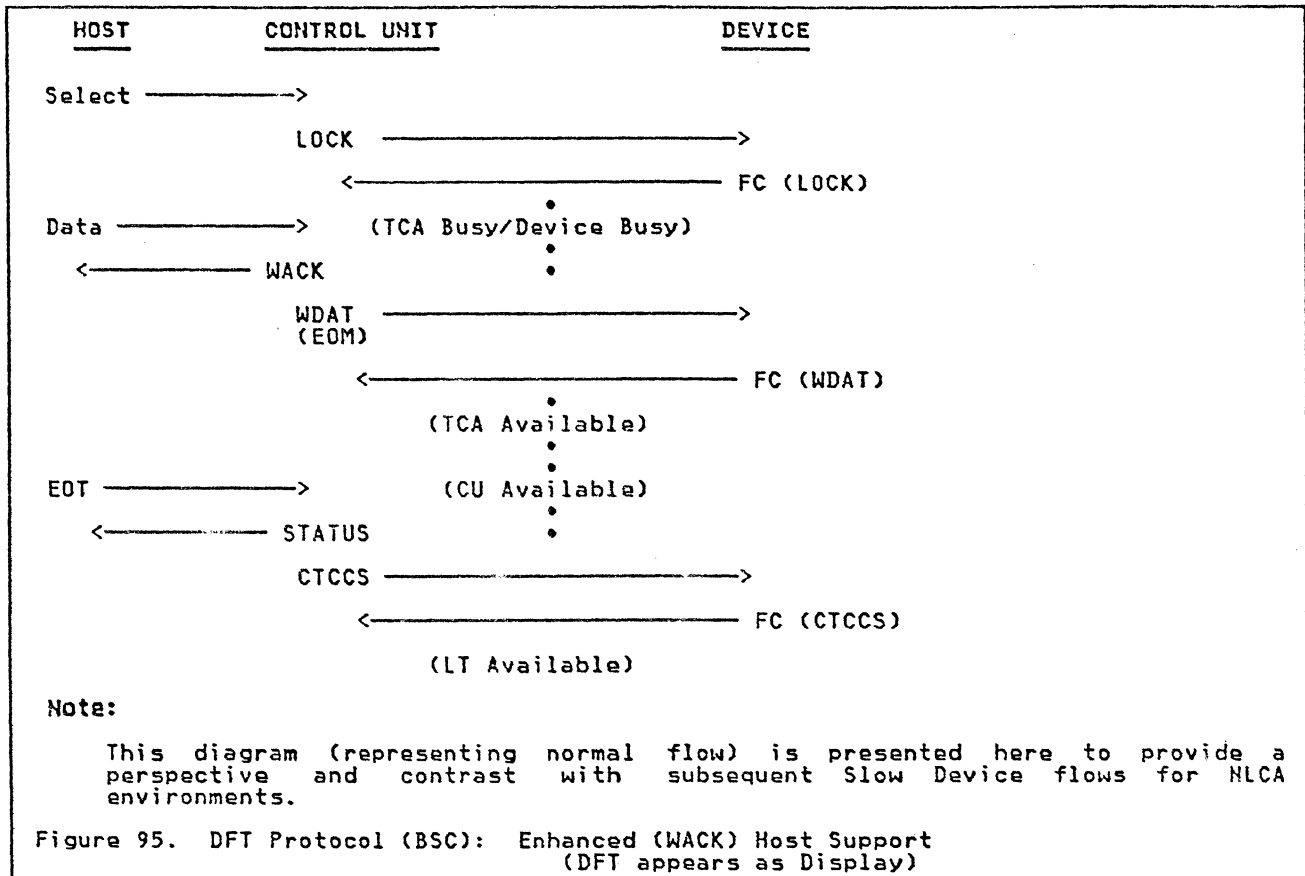 HOST CONTROL UNIT DEVICE
Select
LOCK
FC (LOCK)
Data (TCA Busy/Device Busy)
WACK
WDAT
(EOM)
FC (WDAT)
(TCA Available)
EOT (CU Available)
STATUS
CTCCS
FC (CTCCS)
(LT Available)
Note:
This diagram (representing normal flow) is presented here to provide a
perspective and contrast with subsequent Slow Device flows for NLCA
environments.
Figure 95. DFT Protocol (BSC): Enhanced (WACK) Host Support
(DFT appears as Display)